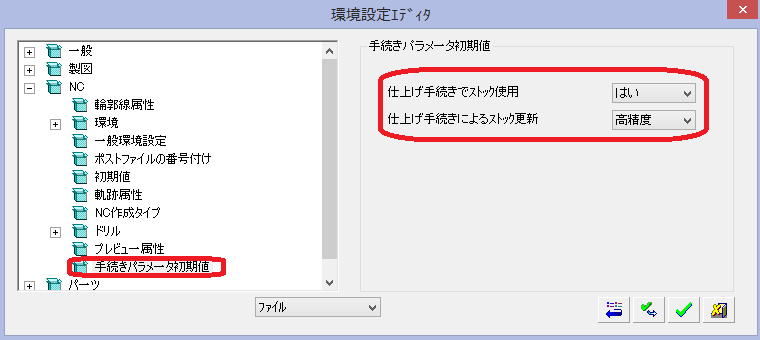 環境設定ｴﾃﾞｨﾀ
一般
製図
NC
輪郭線属性
環境
一般環境設定
ポストファイルの番号付け
初期値
軌跡属性
NC作成タイプ
ドリル
プレビュー属性
手続きパラメータ初期値
パーツ
手続きパラメータ初期値
仕上げ手続きでストック使用
はい
仕上げ手続きによるストック更新
高精度
ファイル